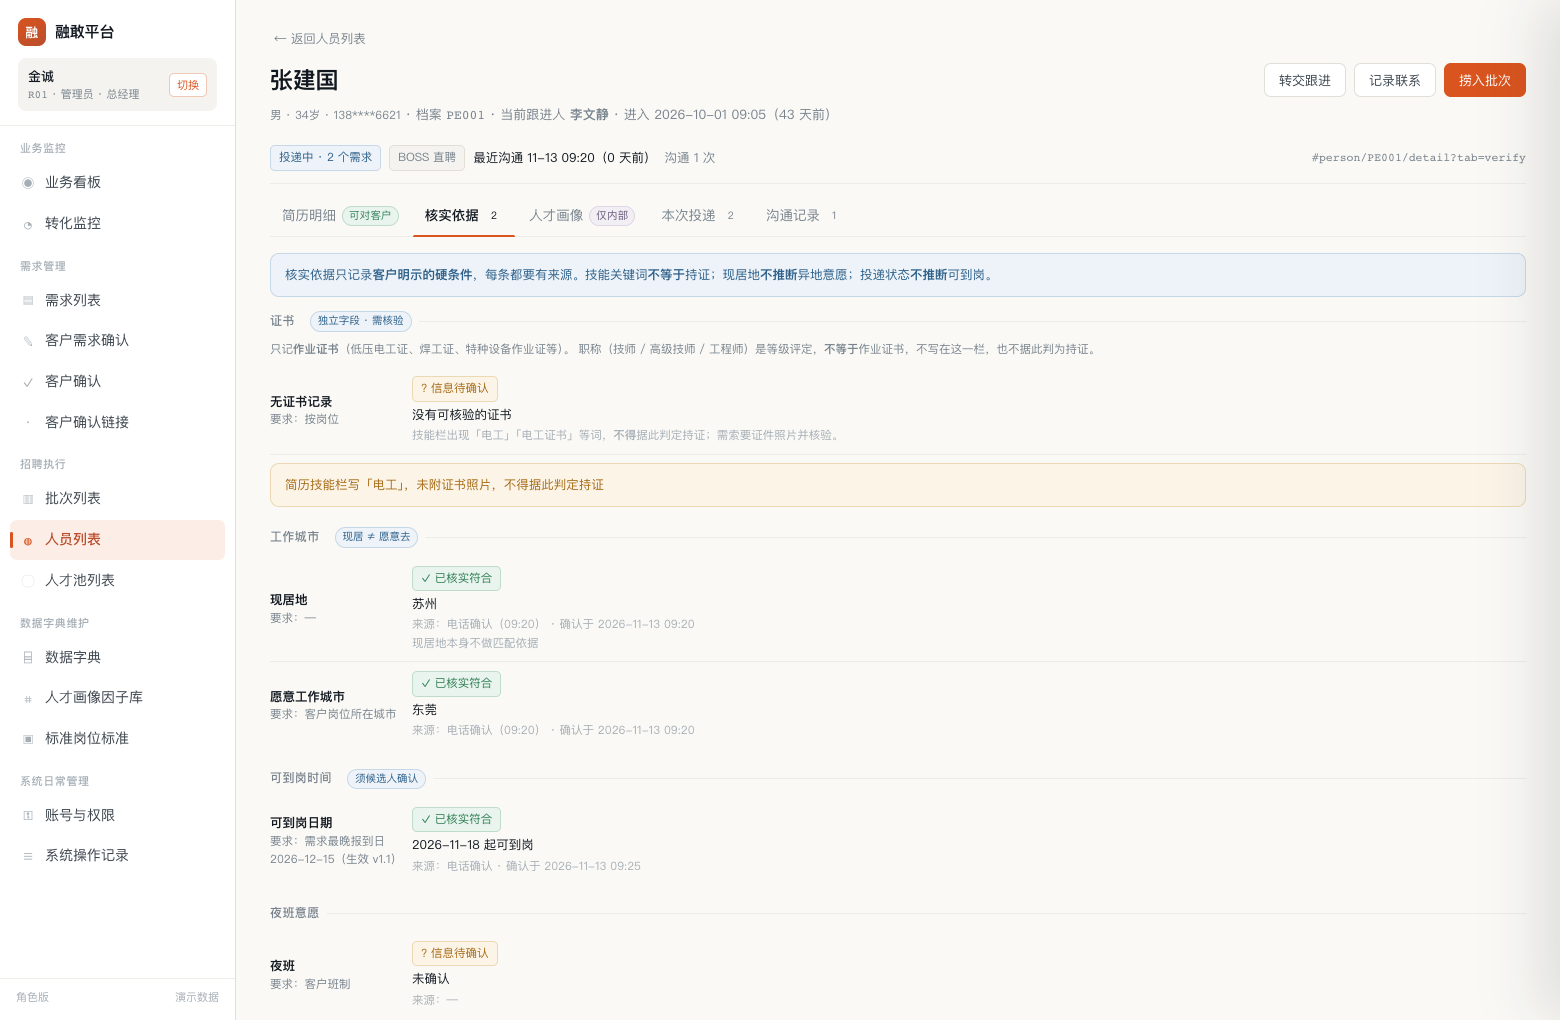 融 融敢平台
金诚
R01 · 管理员 · 总经理
切换
业务监控
业务看板
转化监控
需求管理
需求列表
客户需求确认
客户确认
客户确认链接
招聘执行
批次列表
人员列表
人才池列表
数据字典维护
数据字典
人才画像因子库
标准岗位标准
系统日常管理
账号与权限
系统操作记录
角色版 演示数据
← 返回人员列表
张建国
转交跟进 记录联系 捞入批次
男 · 34岁 · 138****6621 · 档案 PE001 · 当前跟进人 李文静 · 进入 2026-10-01 09:05（43 天前）
投递中 · 2 个需求 BOSS 直聘 最近沟通 11-13 09:20（0 天前） 沟通 1 次 #person/PE001/detail?tab=verify
简历明细 可对客户 核实依据 2 人才画像 仅内部 本次投递 2 沟通记录 1
核实依据只记录客户明示的硬条件，每条都要有来源。技能关键词不等于持证；现居地不推断异地意愿；投递状态不推断可到岗。
证书 独立字段 · 需核验
只记作业证书（低压电工证、焊工证、特种设备作业证等）。 职称（技师 / 高级技师 / 工程师）是等级评定，不等于作业证书，不写在这一栏，也不据此判为持证。
无证书记录
要求：按岗位
? 信息待确认
没有可核验的证书
技能栏出现「电工」「电工证书」等词，不得据此判定持证；需索要证件照片并核验。
简历技能栏写「电工」，未附证书照片，不得据此判定持证
工作城市 现居 ≠ 愿意去
现居地
要求：—
✓ 已核实符合
苏州
来源：电话确认（09:20） · 确认于 2026-11-13 09:20
现居地本身不做匹配依据
愿意工作城市
要求：客户岗位所在城市
✓ 已核实符合
东莞
来源：电话确认（09:20） · 确认于 2026-11-13 09:20
可到岗时间 须候选人确认
可到岗日期
要求：需求最晚报到日
2026-12-15（生效 v1.1）
✓ 已核实符合
2026-11-18 起可到岗
来源：电话确认 · 确认于 2026-11-13 09:25
夜班意愿
夜班
要求：客户班制
? 信息待确认
未确认
来源：—